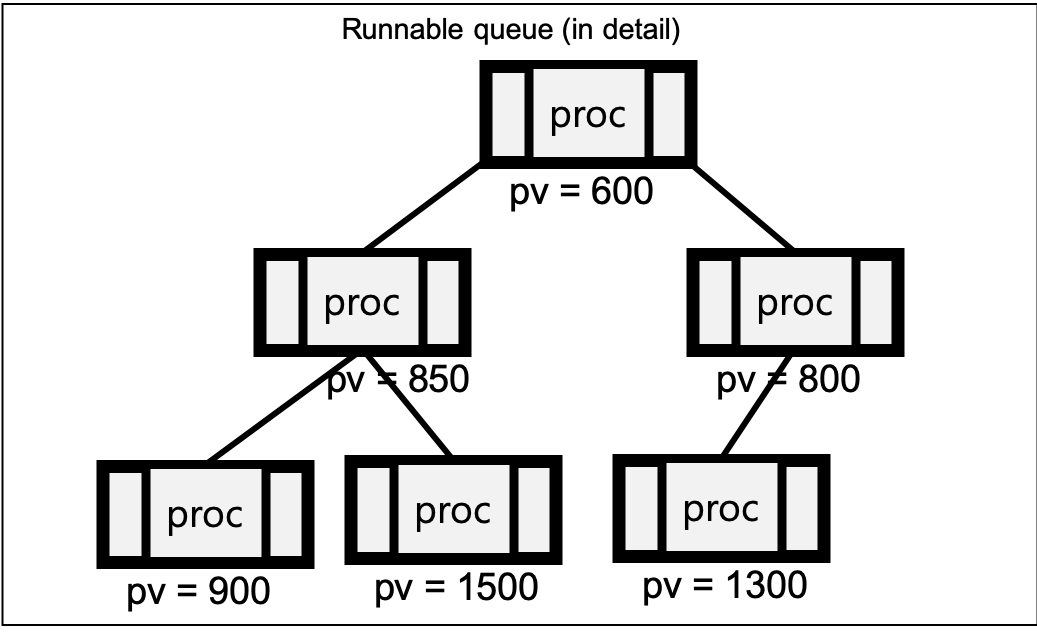 Runnable queue (in detail)
proc
pv = 600
proc
proc
pv = 850
pv = 800
proc
proc
proc
pv = 900
pv = 1500
pv = 1300